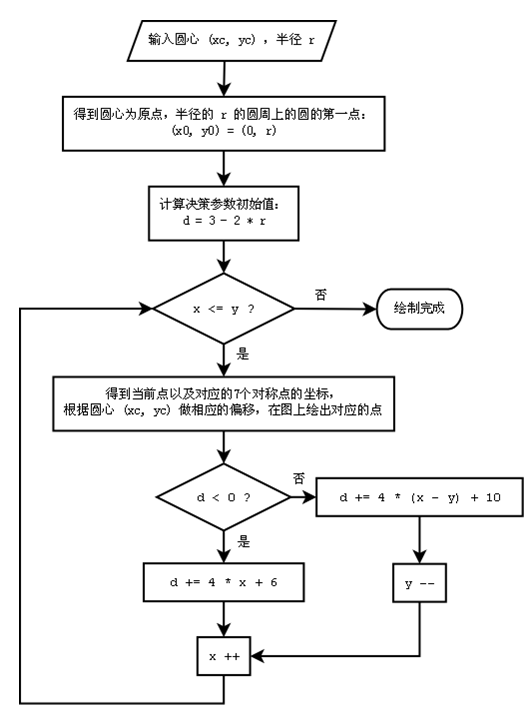 输入圆心 (xc, yc) ，半径 r
得到圆心为原点，半径的 r 的圆周上的圆的第一点：
(x0, y0) = (0, r)
计算决策参数初始值：
d = 3 - 2 * r
x <= y ?
否
绘制完成
是
得到当前点以及对应的7个对称点的坐标，
根据圆心 (xc, yc) 做相应的偏移，在图上绘出对应的点
d < 0 ?
否
d += 4 * (x - y) + 10
是
d += 4 * x + 6
y --
x ++